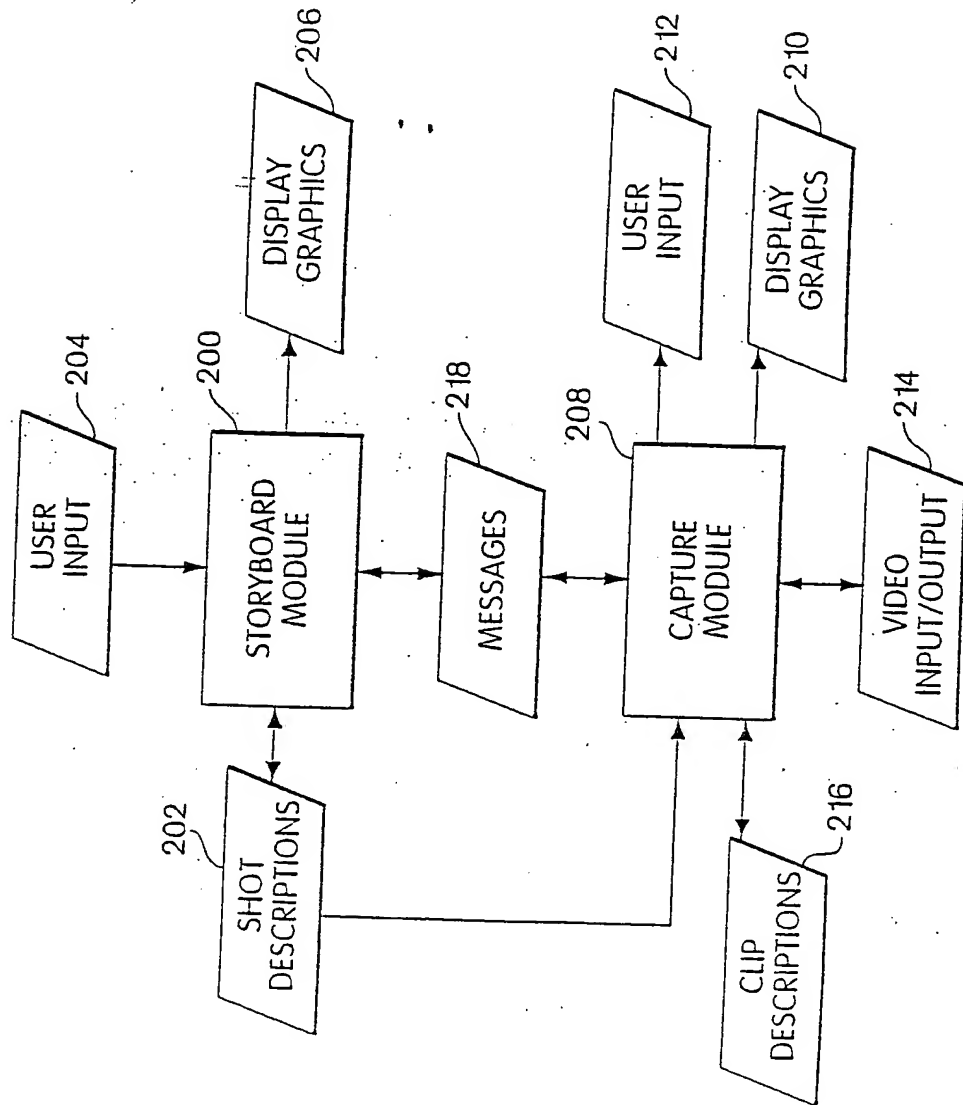 USER
INPUT
204
STORYBOARD
MODULE
200
DISPLAY
GRAPHICS
206
SHOT
DESCRIPTIONS
202
MESSAGES
218
CAPTURE
MODULE
208
USER
INPUT
212
DISPLAY
GRAPHICS
210
CLIP
DESCRIPTIONS
216
VIDEO
INPUT/OUTPUT
214